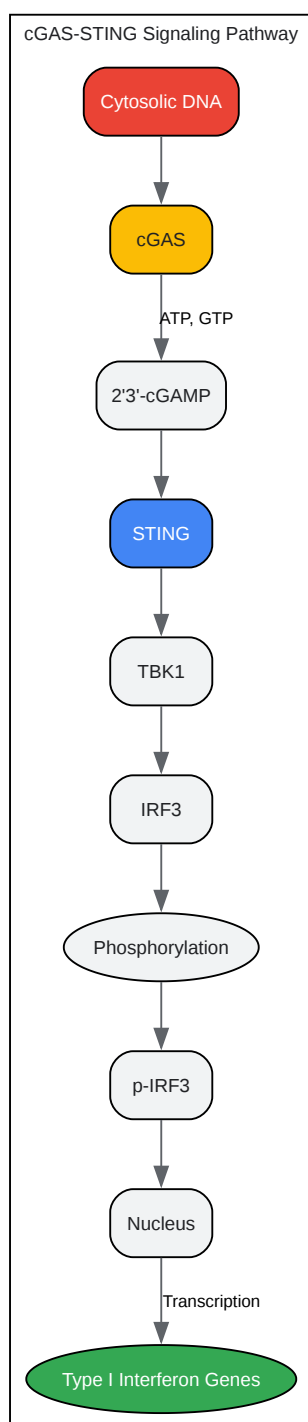 cGAS-STING Signaling Pathway
Cytosolic DNA
cGAS
ATP, GTP
2'3'-cGAMP
STING
TBK1
IRF3
Phosphorylation
p-IRF3
Nucleus
Transcription
Type I Interferon Genes